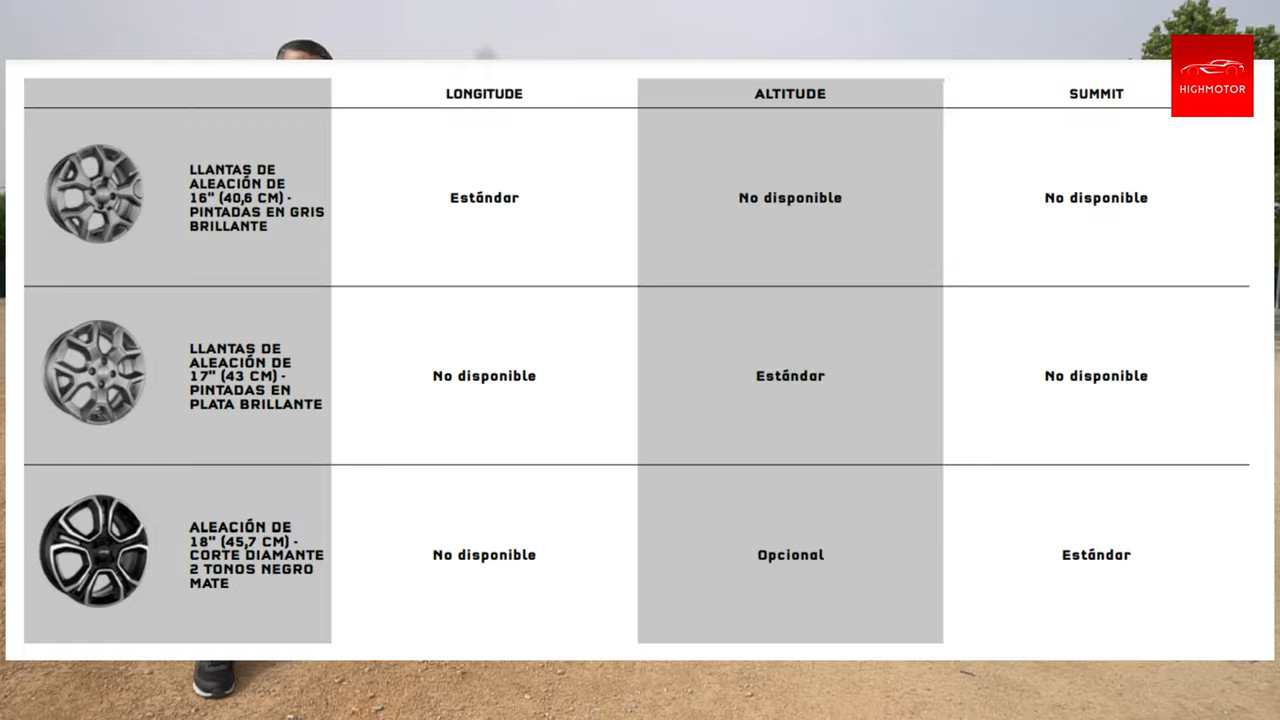 LONGITUDE
ALTITUDE
SUMMIT
HIGHMOTOR
LLANTAS DE
ALEACIÓN DE
16" (40,6 CM) -
PINTADAS EN GRIS
BRILLANTE
Estándar
No disponible
No disponible
LLANTAS DE
ALEACIÓN DE
17" (43 CM) -
PINTADAS EN
PLATA BRILLANTE
No disponible
Estándar
No disponible
ALEACIÓN DE
18" (45,7 CM) -
CORTE DIAMANTE
2 TONOS NEGRO
MATE
No disponible
Opcional
Estándar